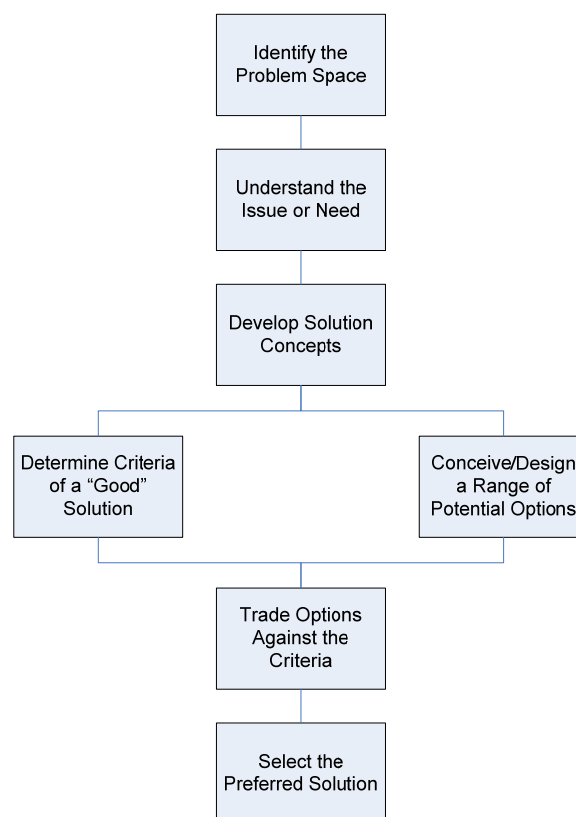 Identify the
Problem Space
Understand the
Issue or Need
Develop Solution
Concepts
Determine Criteria
of a “Good”
Solution
Conceive/Design
a Range of
Potential Options
Trade Options
Against the
Criteria
Select the
Preferred Solution